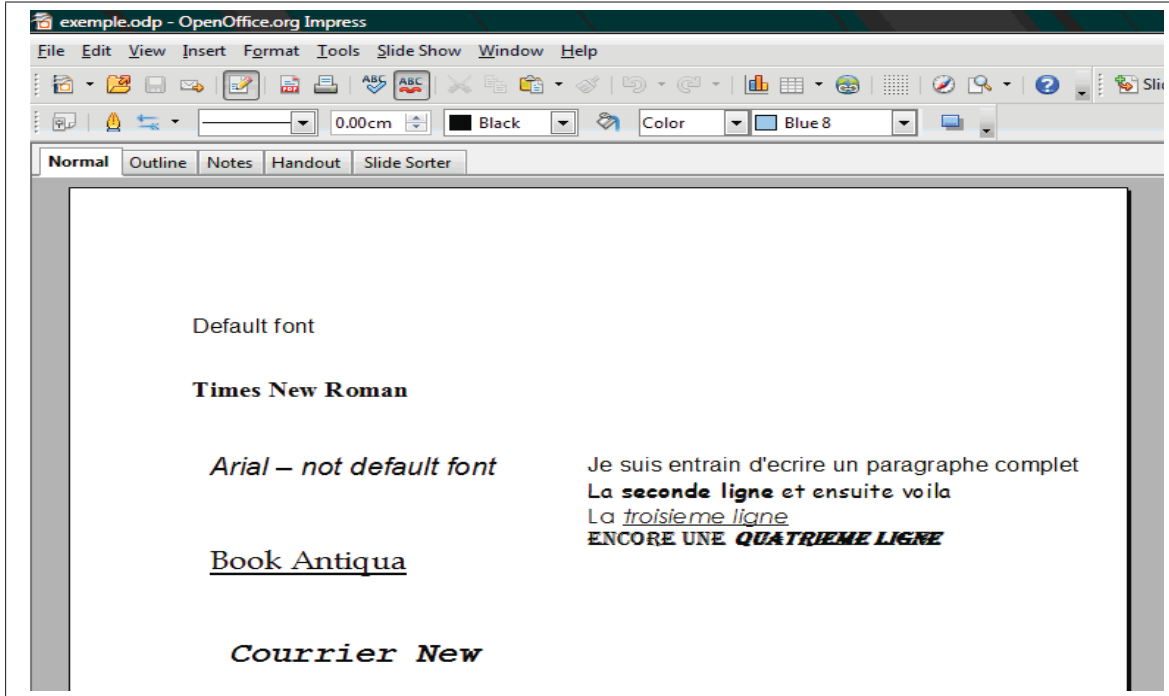 exemple.odp - OpenOffice.org Impress
File Edit View Insert Format Tools Slide Show Window Help
ABC ABC Slid
0.00cm Black Color Blue 8
Normal Outline Notes Handout Slide Sorter
Default font
Times New Roman
Arial – not default font
Book Antiqua
Courrier New
Je suis entrain d'ecrire un paragraphe complet
La seconde ligne et ensuite voila
La troisieme ligne
ENCORE UNE QUATRIEME LIGNE